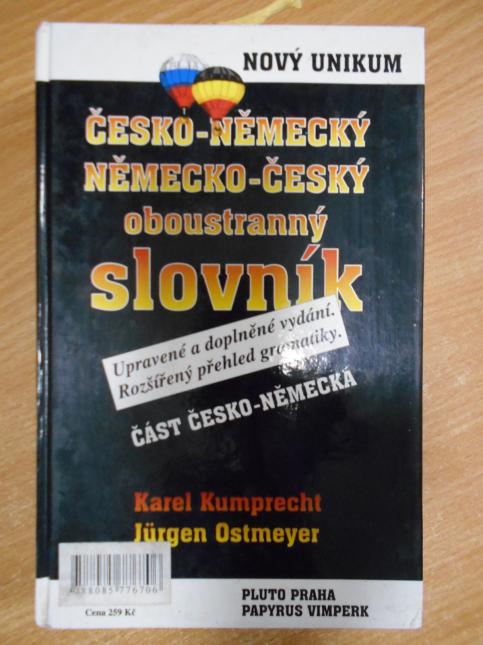 NOVÝ UNIKUM
ČESKO-NĚMECKÝ
NĚMECKO-ČESKÝ
oboustranný
slovník
Upravené a doplněné vydání.
Rozšířený přehled gramatiky.
ČÁST ČESKO-NĚMECKÁ
Karel Kumprecht
Jürgen Ostmeyer
Cena 259 Kč
PLUTO PRAHA
PAPYRUS VIMPERK